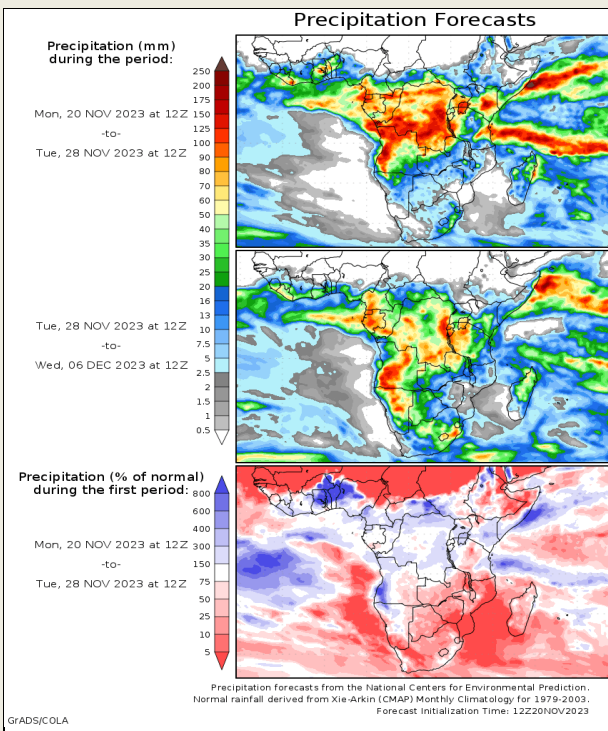 Precipitation Forecasts
Precipitation (mm)
during the period:
Mon, 20 NOV 2023 at 12Z
-to-
Tue, 28 NOV 2023 at 12Z
250
200
175
150
125
100
90
80
70
60
50
40
35
30
25
20
16
13
10
7.5
5
2.5
2
1.5
1
0.5
Tue, 28 NOV 2023 at 12Z
-to-
Wed, 06 DEC 2023 at 12Z
Precipitation (% of normal)
during the first period:
Mon, 20 NOV 2023 at 12Z
-to-
Tue, 28 NOV 2023 at 12Z
800
600
400
300
150
75
50
25
10
5
Precipitation forecasts from the National Centers for Environmental Prediction.
Normal rainfall derived from Xie-Arkin (CMAP) Monthly Climatology for 1979-2003.
Forecast Initialization Time: 12Z20NOV2023
GrADS/COLA